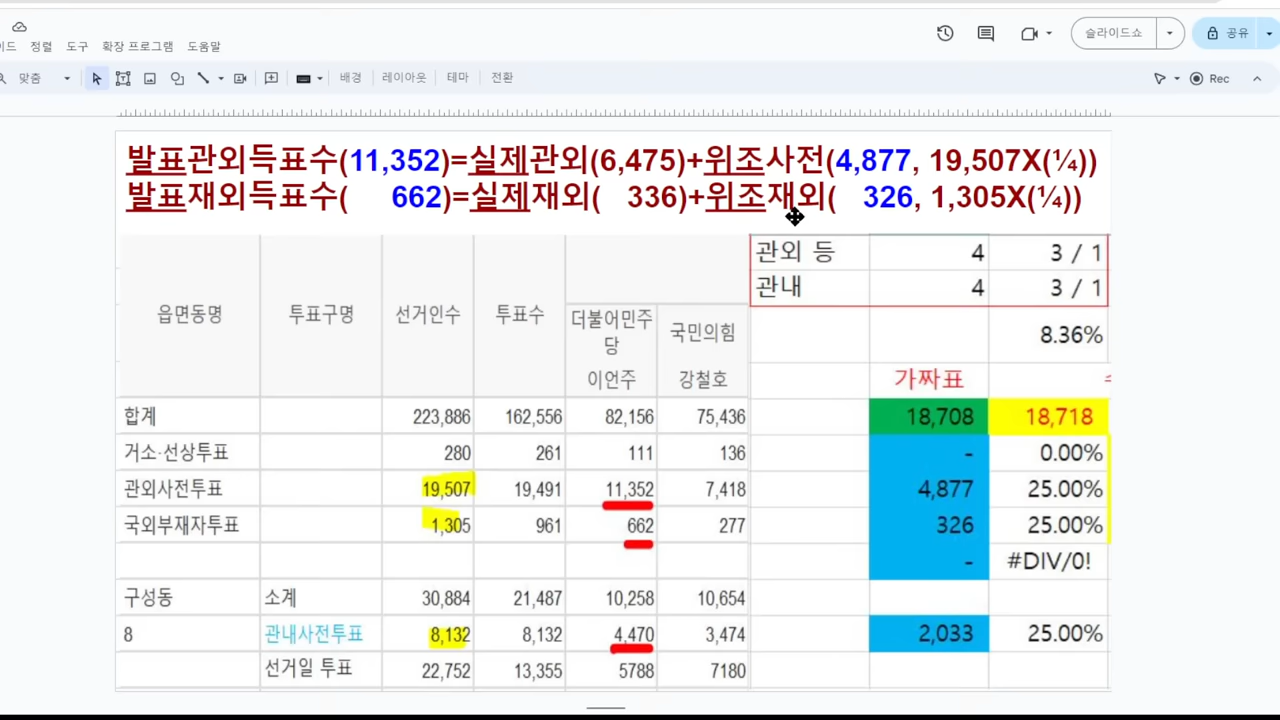 이드 정렬 도구 확장 프로그램 도움말
슬라이드쇼 공유
맞춤 배경 레이아웃 테마 전환 Rec
발표관외득표수(11,352)=실제관외(6,475)+위조사전(4,877, 19,507X(¼))
발표재외득표수( 662)=실제재외( 336)+위조재외( 326, 1,305X(¼))
관외 등 4 3 / 1
관내 4 3 / 1
읍면동명 투표구명 선거인수 투표수 더불어민주당 이언주 국민의힘 강철호
8.36%
가짜표
합계 223,886 162,556 82,156 75,436 18,708 18,718
거소·선상투표 280 261 111 136 - 0.00%
관외사전투표 19,507 19,491 11,352 7,418 4,877 25.00%
국외부재자투표 1,305 961 662 277 326 25.00%
- #DIV/0!
구성동 소계 30,884 21,487 10,258 10,654
8 관내사전투표 8,132 8,132 4,470 3,474 2,033 25.00%
선거일 투표 22,752 13,355 5788 7180